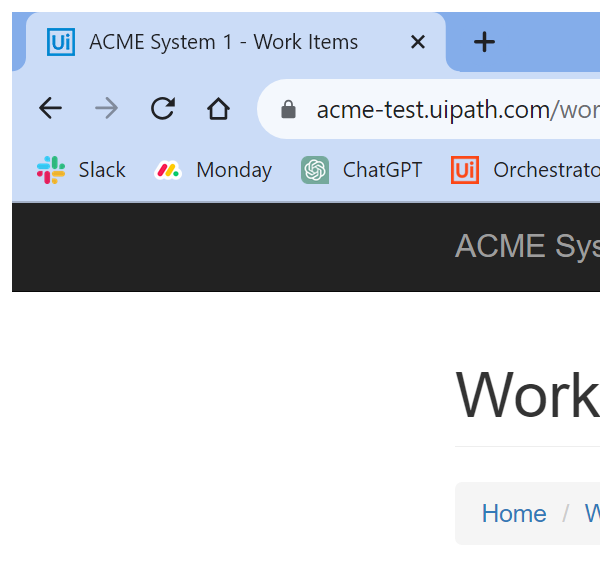 Ui ACME System 1 - Work Items
acme-test.uipath.com/wor
Slack Monday ChatGPT Ui Orchestrato
ACME Sys
Work
Home / W